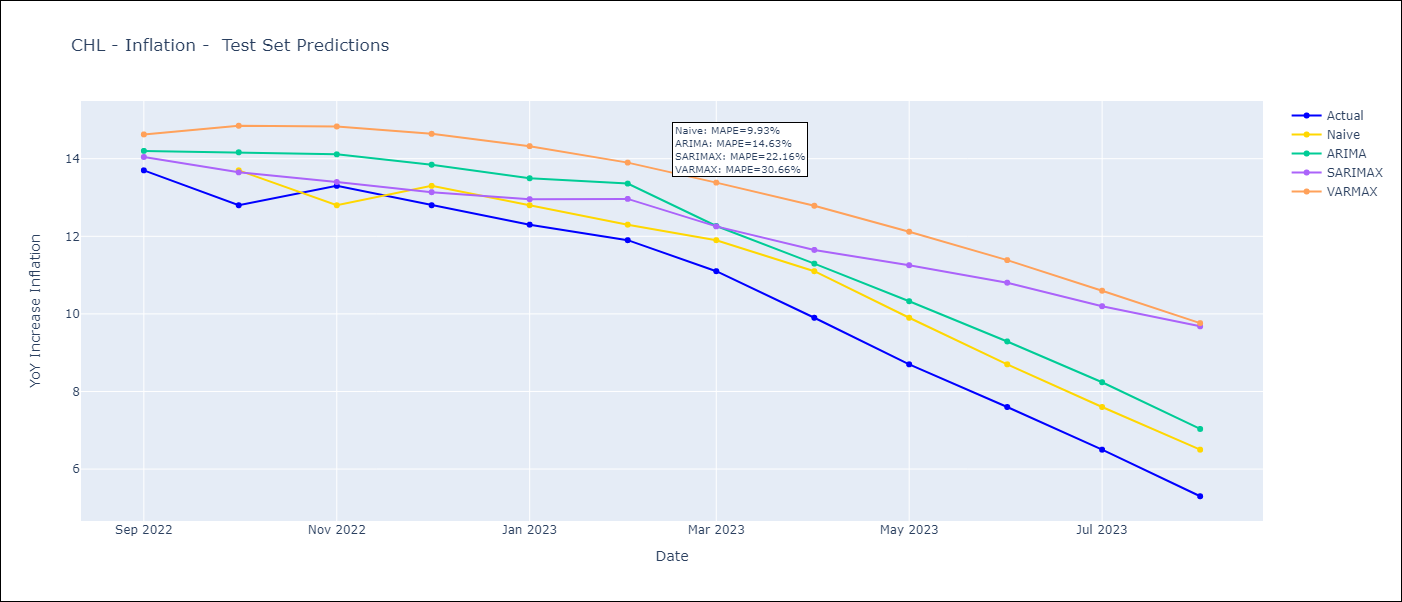 CHL - Inflation -  Test Set Predictions
Actual
Naive
ARIMA
SARIMAX
VARMAX
Naive: MAPE=9.93%
ARIMA: MAPE=14.63%
SARIMAX: MAPE=22.16%
VARMAX: MAPE=30.66%
YoY Increase Inflation
14
12
10
8
6
Sep 2022
Nov 2022
Jan 2023
Mar 2023
May 2023
Jul 2023
Date